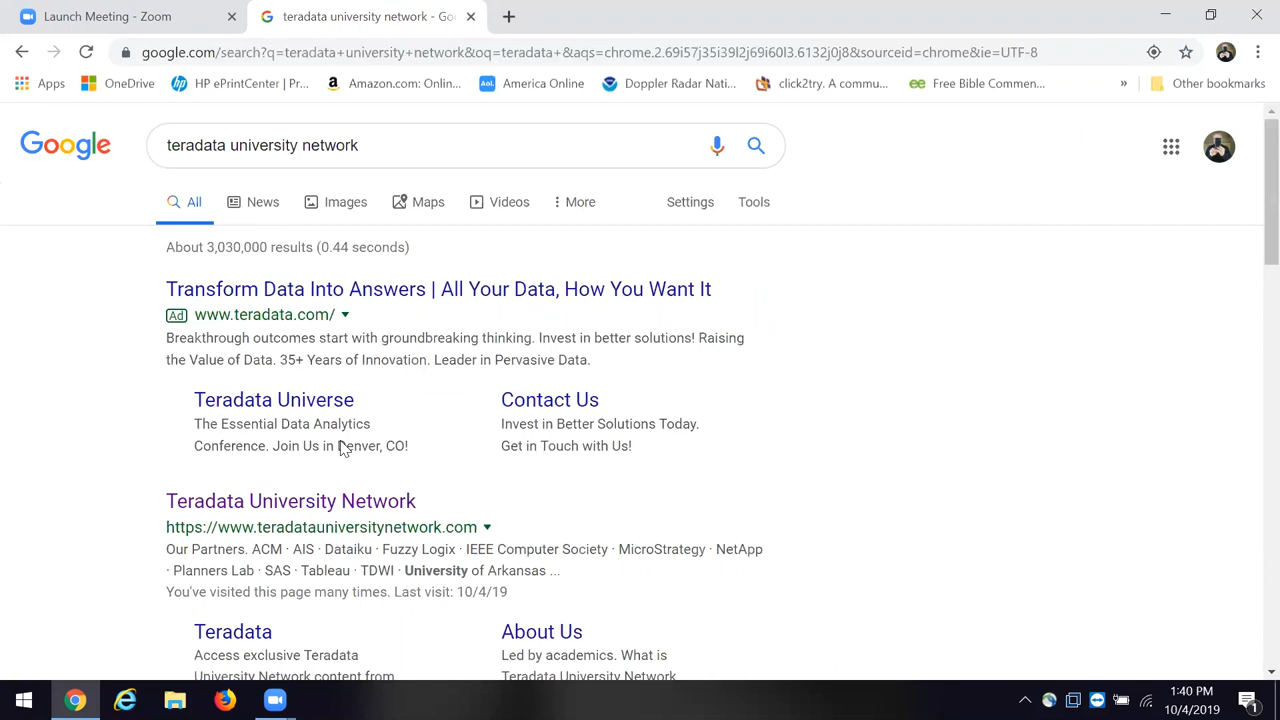 Launch Meeting - Zoom
teradata university network - Go
google.com/search?q=teradata+university+network&oq=teradata+&aqs=chrome.2.69i57j35i39l2j69i60l3.6132j0j8&sourceid=chrome&ie=UTF-8
Apps OneDrive HP ePrintCenter | Pr... Amazon.com: Onlin... Aol. America Online Doppler Radar Nati... click2try. A commu... Free Bible Commen... » Other bookmarks
Google
teradata university network
All News Images Maps Videos More Settings Tools
About 3,030,000 results (0.44 seconds)
Transform Data Into Answers | All Your Data, How You Want It
Ad www.teradata.com/
Breakthrough outcomes start with groundbreaking thinking. Invest in better solutions! Raising
the Value of Data. 35+ Years of Innovation. Leader in Pervasive Data.
Teradata Universe
The Essential Data Analytics
Conference. Join Us in Denver, CO!
Contact Us
Invest in Better Solutions Today.
Get in Touch with Us!
Teradata University Network
https://www.teradatauniversitynetwork.com
Our Partners. ACM · AIS · Dataiku · Fuzzy Logix · IEEE Computer Society · MicroStrategy · NetApp
· Planners Lab · SAS · Tableau · TDWI · University of Arkansas ...
You've visited this page many times. Last visit: 10/4/19
Teradata
Access exclusive Teradata
University Network content from
About Us
Led by academics. What is
Teradata University Network
1:40 PM
10/4/2019
1